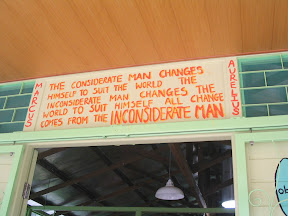 MARCUS
THE CONSIDERATE MAN CHANGES
HIMSELF TO SUIT THE WORLD THE
INCONSIDERATE MAN CHANGES THE
WORLD TO SUIT HIMSELF ALL CHANGE
COMES FROM THE INCONSIDERATE MAN
AURELIUS
ob